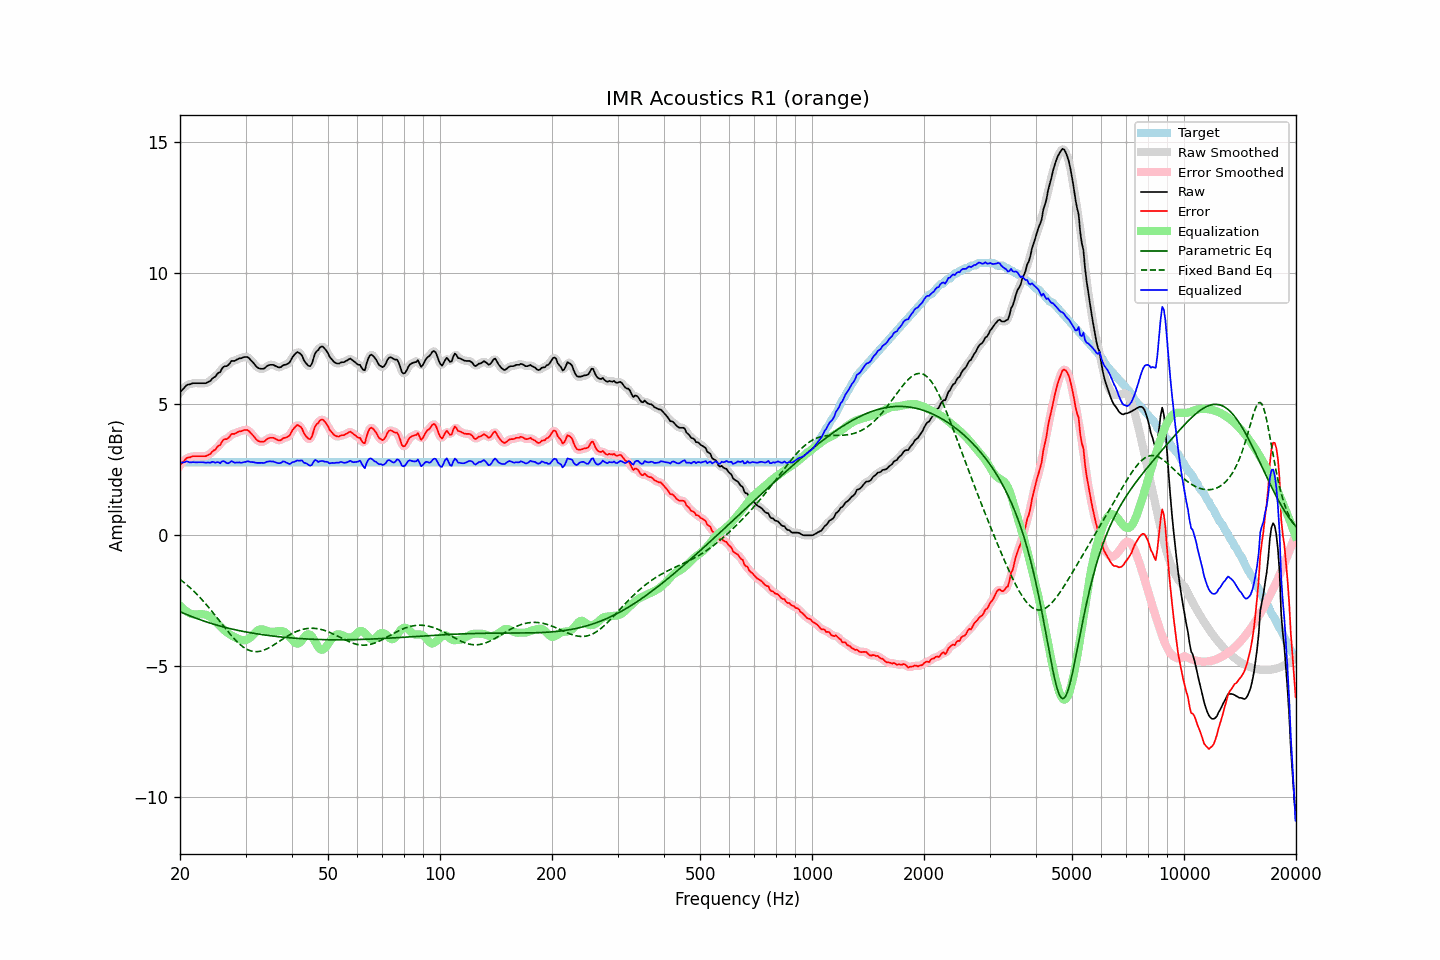 IMR Acoustics R1 (orange)
15
10
5
0
−5
−10
Amplitude (dBr)
Target
Raw Smoothed
Error Smoothed
Raw
Error
Equalization
Parametric Eq
Fixed Band Eq
Equalized
20
50
100
200
500
1000
2000
5000
10000
20000
Frequency (Hz)